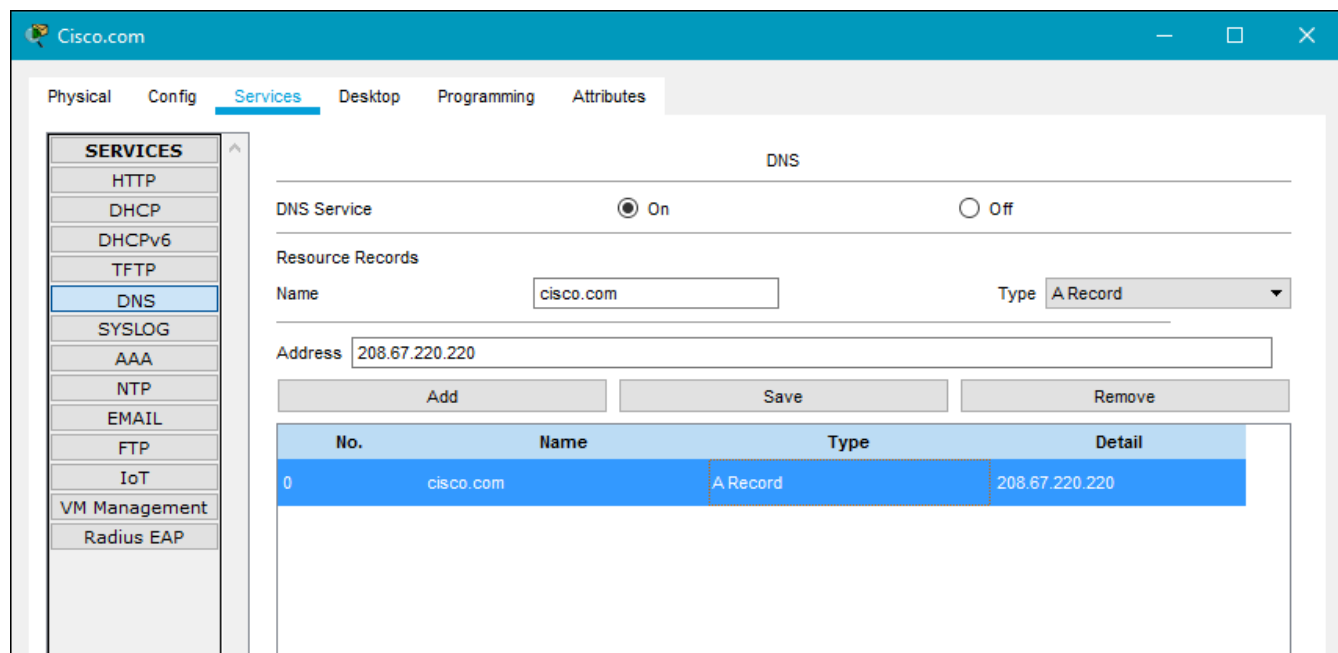 Cisco.com
Physical Config Services Desktop Programming Attributes
SERVICES
HTTP
DHCP
DHCPv6
TFTP
DNS
SYSLOG
AAA
NTP
EMAIL
FTP
IoT
VM Management
Radius EAP
DNS
DNS Service On Off
Resource Records
Name cisco.com Type A Record
Address 208.67.220.220
Add Save Remove
No. Name Type Detail
0 cisco.com A Record 208.67.220.220